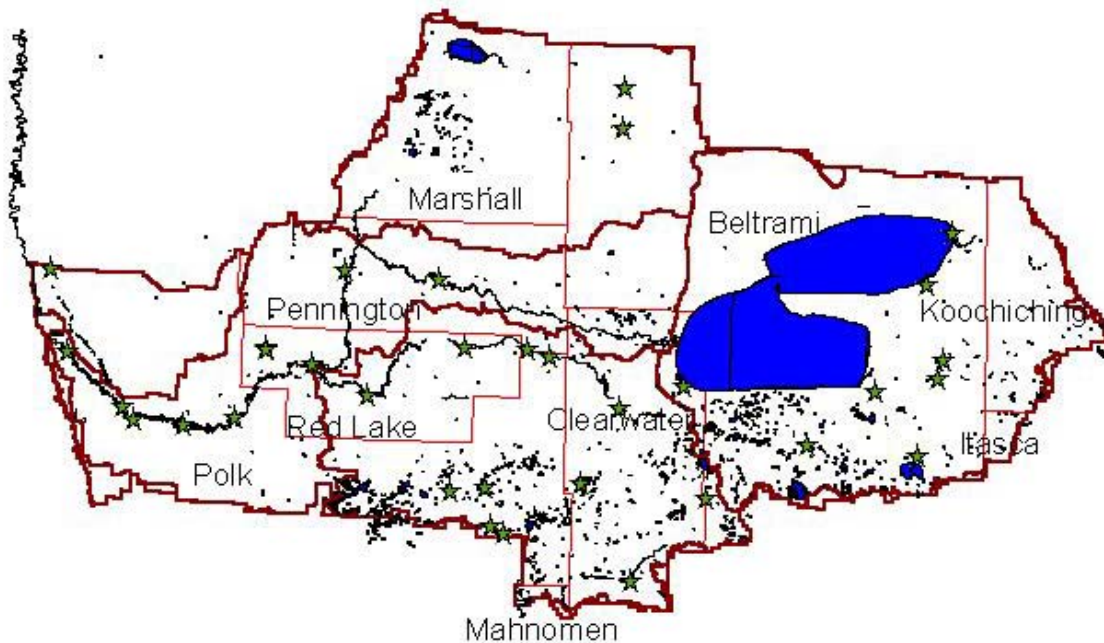 Marshall
Beltrami
Pennington
Koochiching
Red Lake
Clearwater
Itasca
Polk
Mahnomen